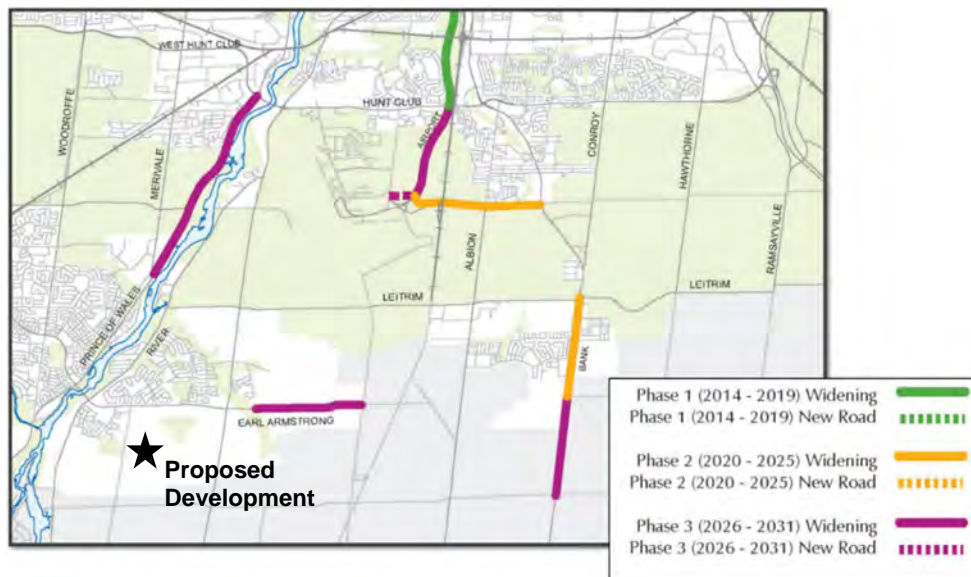 WEST HUNT CLUB
HUNT CLUB
WOODROFFE
MERIVALE
AIRPORT
CONROY
HAWTHORNE
RAMSAYVILLE
ALBION
LEITRIM
LEITRIM
PRINCE OF WALES
RIVER
BANK
EARL ARMSTRONG
Proposed
Development
Phase 1 (2014 - 2019) Widening
Phase 1 (2014 - 2019) New Road
Phase 2 (2020 - 2025) Widening
Phase 2 (2020 - 2025) New Road
Phase 3 (2026 - 2031) Widening
Phase 3 (2026 - 2031) New Road